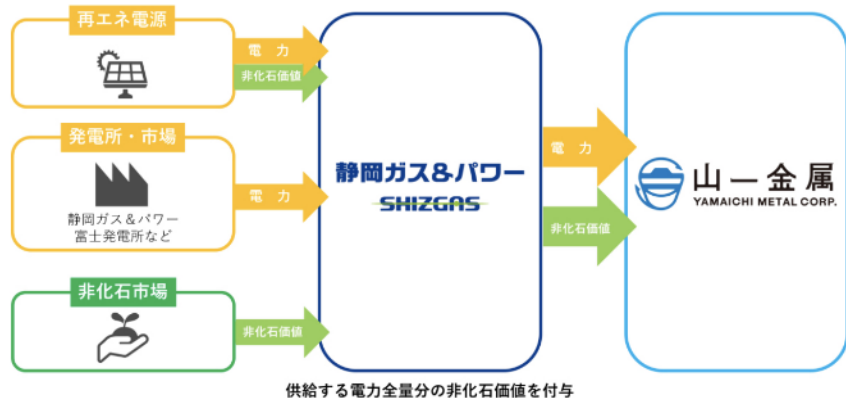 再エネ電源
電 力
非化石価値
発電所・市場
静岡ガス&パワー
富士発電所など
電 力
非化石市場
非化石価値
静岡ガス&パワー
SHIZGAS
電 力
非化石価値
山一金属
YAMAICHI METAL CORP.
供給する電力全量分の非化石価値を付与